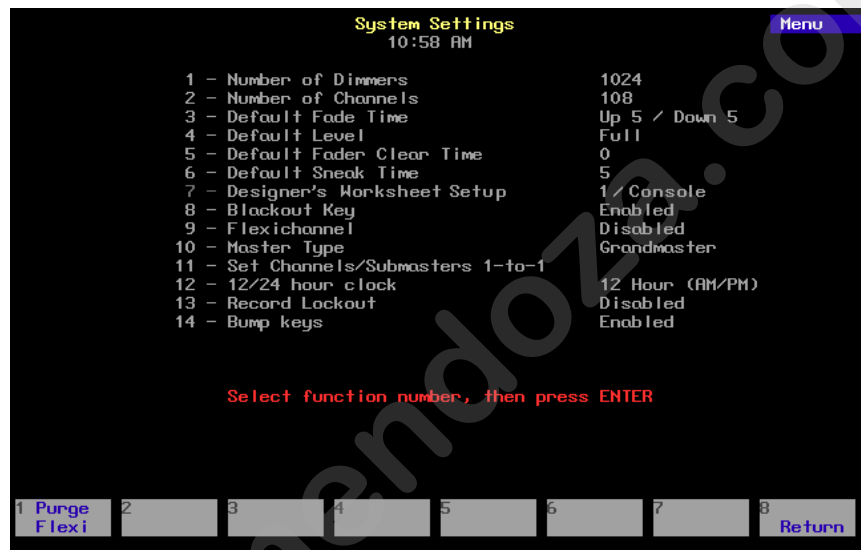 System Settings
Menu
10:58 AM
1 - Number of Dimmers 1024
2 - Number of Channels 108
3 - Default Fade Time Up 5 / Down 5
4 - Default Level Full
5 - Default Fader Clear Time 0
6 - Default Sneak Time 5
7 - Designer's Worksheet Setup 1/Console
8 - Blackout Key Enabled
9 - Flexichannel Disabled
10 - Master Type Grandmaster
11 - Set Channels/Submasters 1-to-1
12 - 12/24 hour clock 12 Hour (AM/PM)
13 - Record Lockout Disabled
14 - Bump keys Enabled
Select function number, then press ENTER
1 Purge 2 3 4 5 6 7 8
Flexi Return
mendoza.co